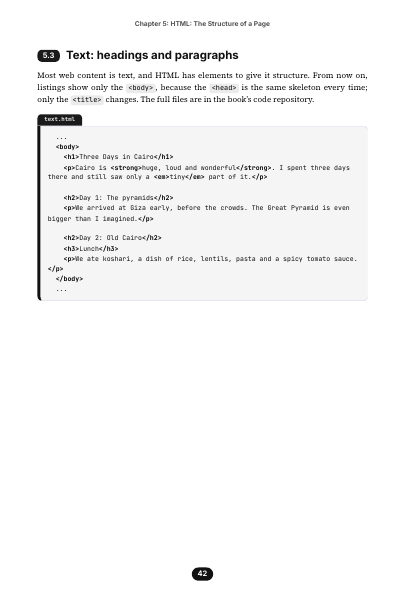 Chapter 5: HTML: The Structure of a Page
5.3 Text: headings and paragraphs
Most web content is text, and HTML has elements to give it structure. From now on,
listings show only the <body>, because the <head> is the same skeleton every time;
only the <title> changes. The full files are in the book's code repository.
text.html
...
<body>
<h1>Three Days in Cairo</h1>
<p>Cairo is <strong>huge, loud and wonderful</strong>. I spent three days
there and still saw only a <em>tiny</em> part of it.</p>
<h2>Day 1: The pyramids</h2>
<p>We arrived at Giza early, before the crowds. The Great Pyramid is even
bigger than I imagined.</p>
<h2>Day 2: Old Cairo</h2>
<h3>Lunch</h3>
<p>We ate koshari, a dish of rice, lentils, pasta and a spicy tomato sauce.
</p>
</body>
...
42